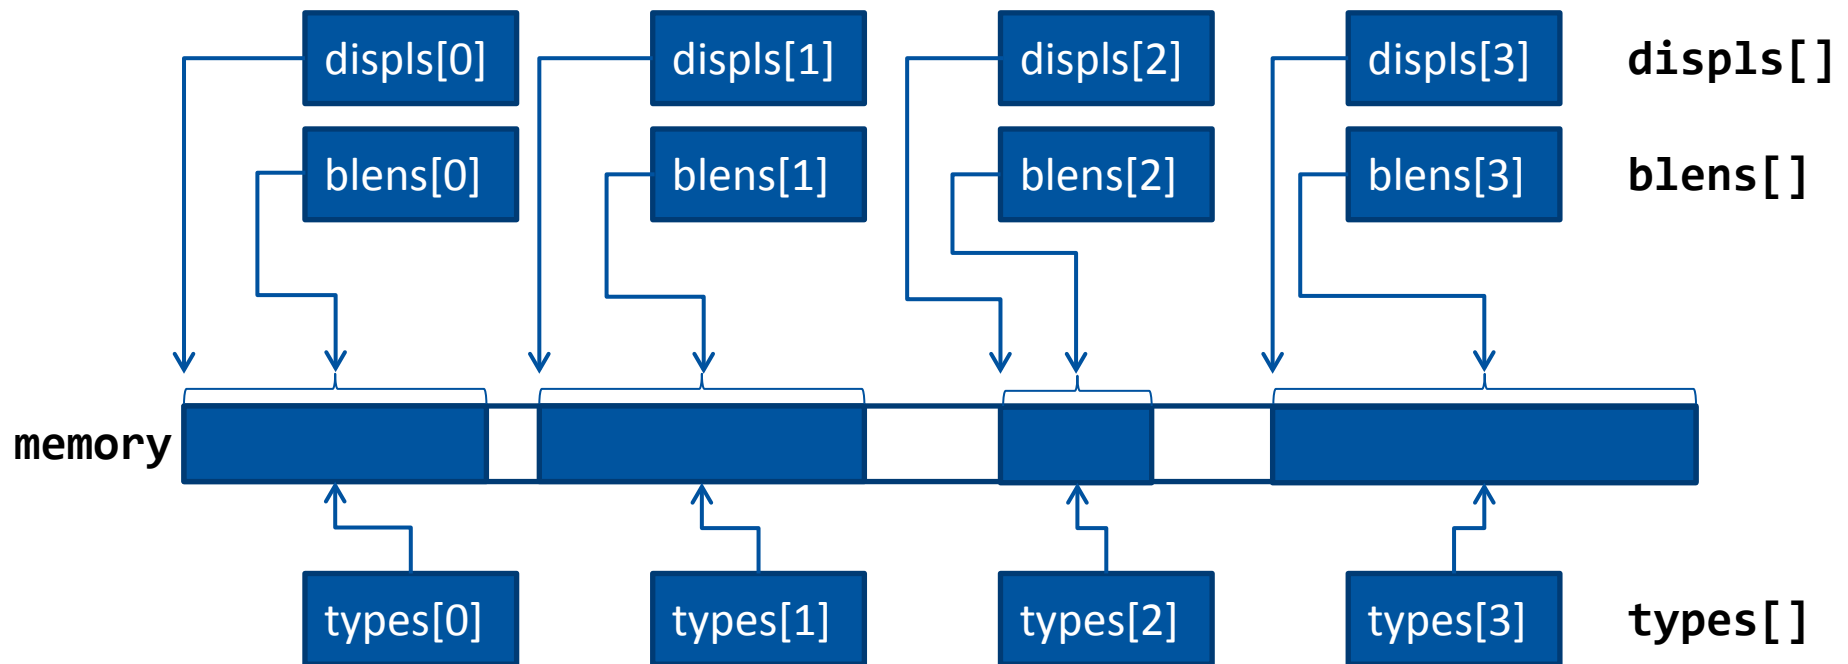 displs[0] displs[1] displs[2] displs[3] displs[]
blens[0] blens[1] blens[2] blens[3] blens[]
memory
types[0] types[1] types[2] types[3] types[]